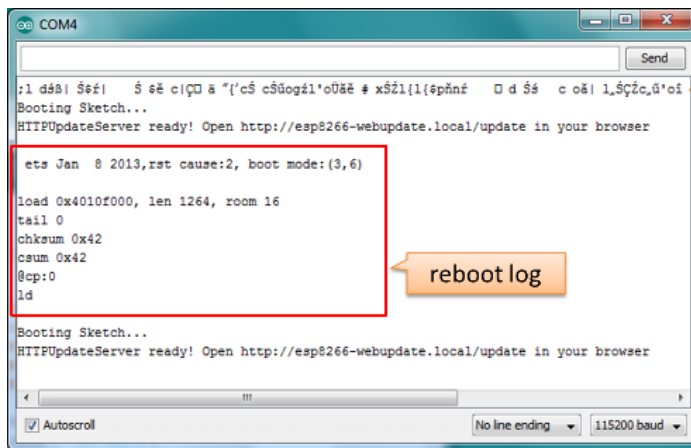 COM4
Send
Booting Sketch...
HTTPUpdateServer ready! Open http://esp8266-webupdate.local/update in your browser
ets Jan  8 2013,rst cause:2, boot mode:(3,6)
load 0x4010f000, len 1264, room 16
tail 0
chksum 0x42
csum 0x42
@cp:0
ld
reboot log
Booting Sketch...
HTTPUpdateServer ready! Open http://esp8266-webupdate.local/update in your browser
Autoscroll
No line ending
115200 baud